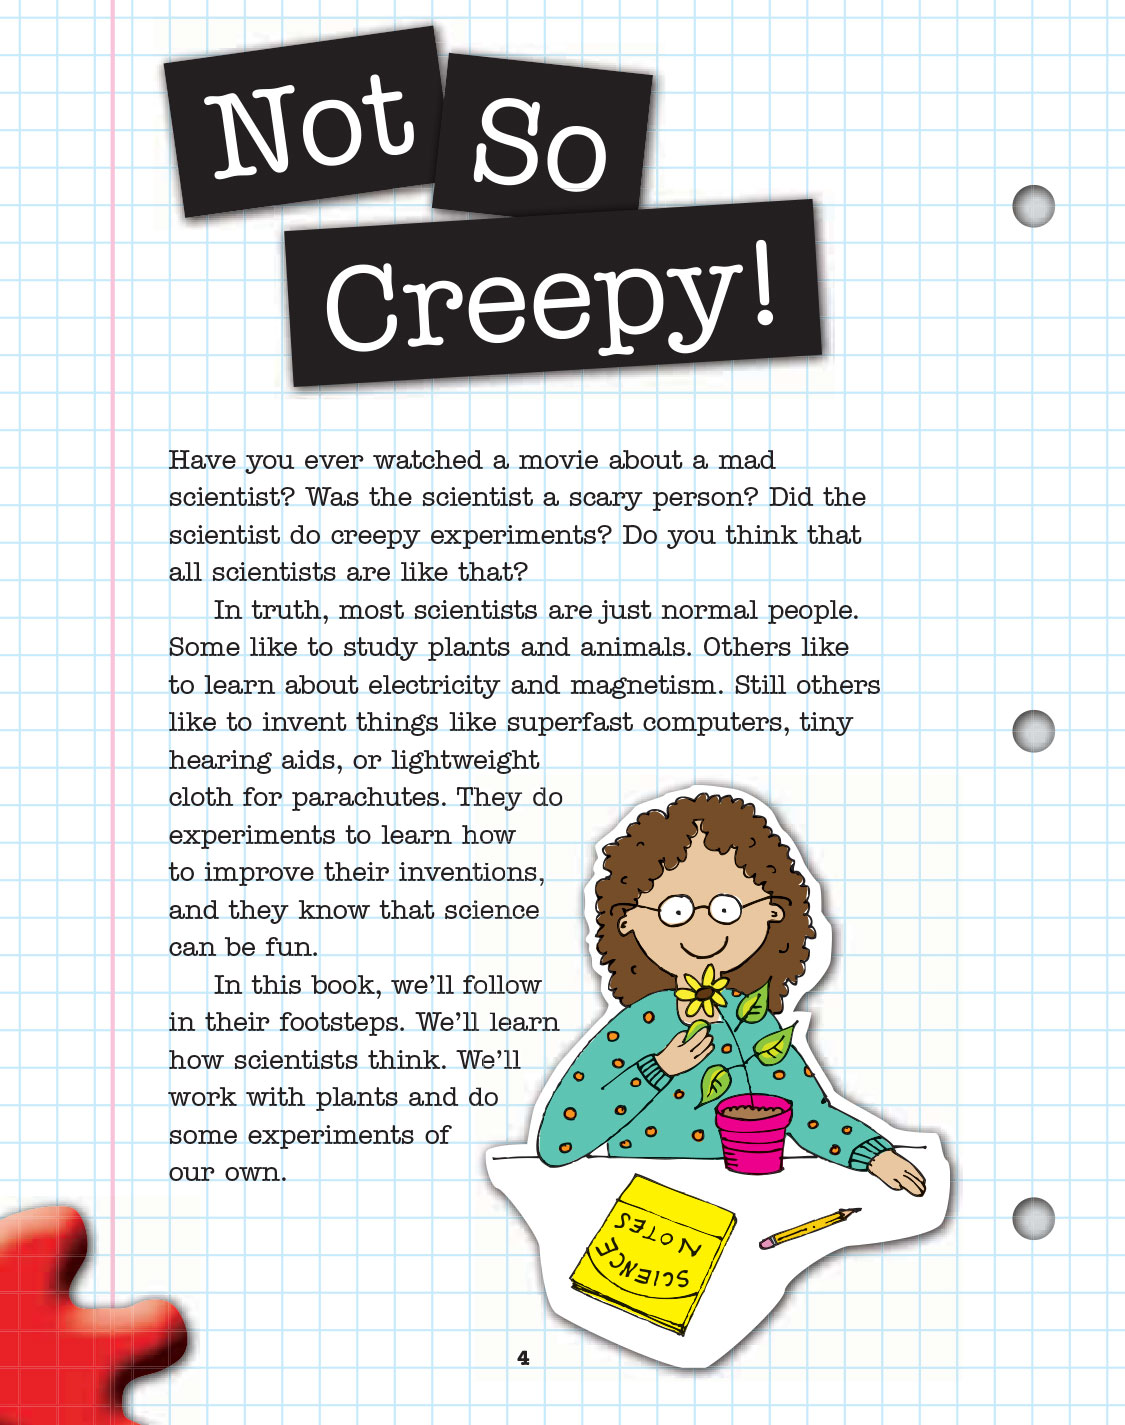 Not So
Creepy!
Have you ever watched a movie about a mad
scientist? Was the scientist a scary person? Did the
scientist do creepy experiments? Do you think that
all scientists are like that?
In truth, most scientists are just normal people.
Some like to study plants and animals. Others like
to learn about electricity and magnetism. Still others
like to invent things like superfast computers, tiny
hearing aids, or lightweight
cloth for parachutes. They do
experiments to learn how
to improve their inventions,
and they know that science
can be fun.
In this book, we’ll follow
in their footsteps. We’ll learn
how scientists think. We’ll
work with plants and do
some experiments of
our own.
SCIENCE
NOTES
4